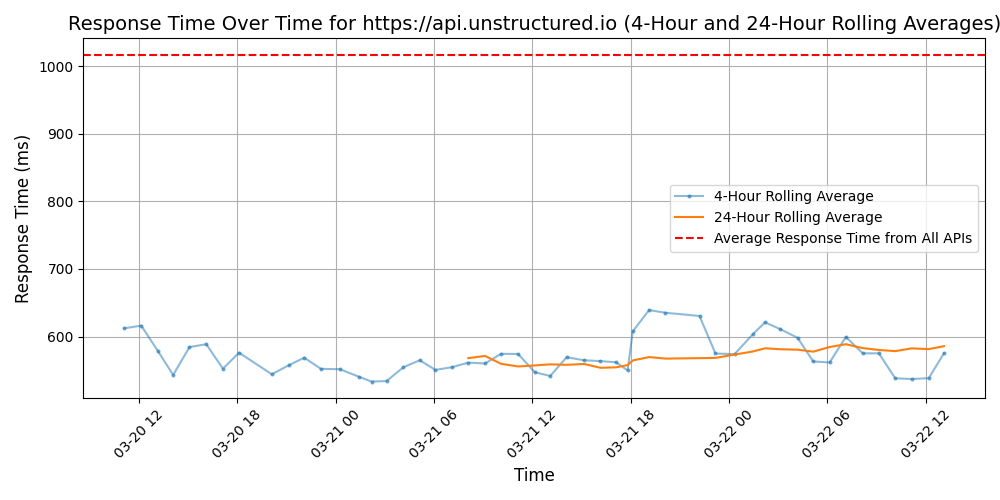 Response Time Over Time for https://api.unstructured.io (4-Hour and 24-Hour Rolling Averages)
Response Time (ms)
1000
900
800
700
600
4-Hour Rolling Average
24-Hour Rolling Average
Average Response Time from All APIs
03-20 12
03-20 18
03-21 00
03-21 06
03-21 12
03-21 18
03-22 00
03-22 06
03-22 12
Time